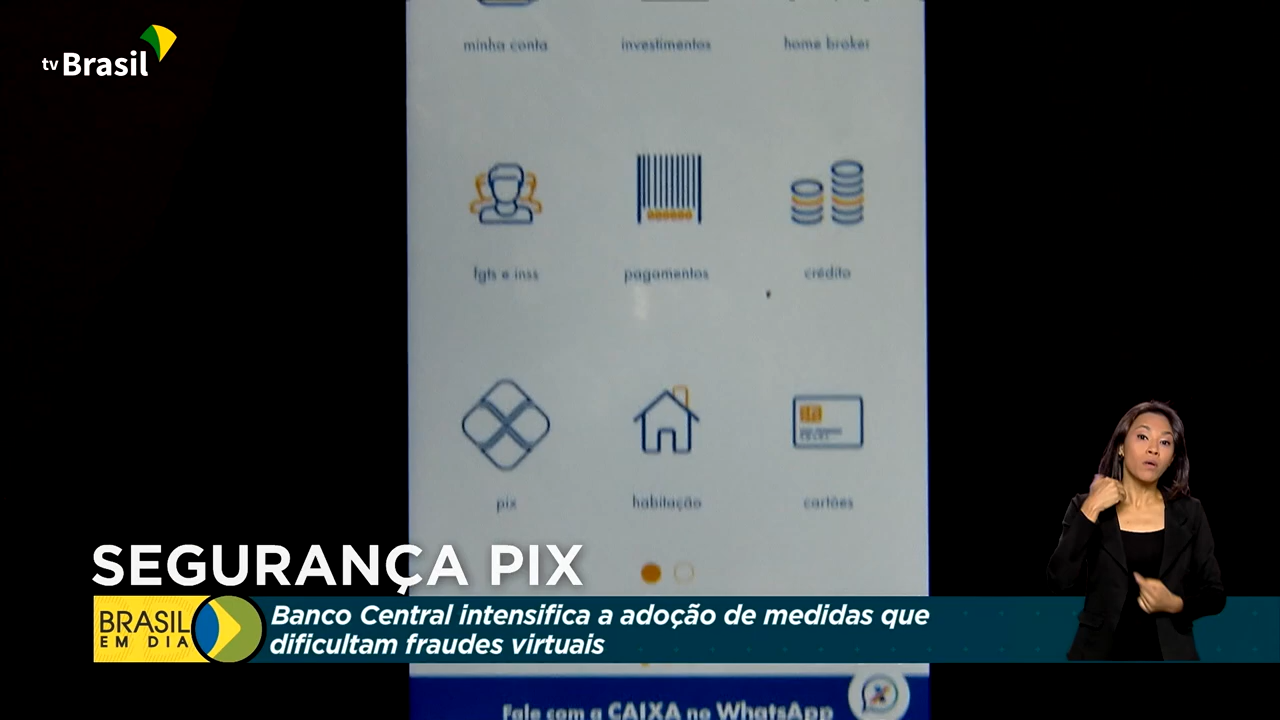 tv Brasil
minha conta investimentos home broker
fgts e inss pagamentos crédito
pix habitação cartões
SEGURANÇA PIX
BRASIL
EM DIA
Banco Central intensifica a adoção de medidas que
dificultam fraudes virtuais
Fale com a CAIXA no WhatsApp